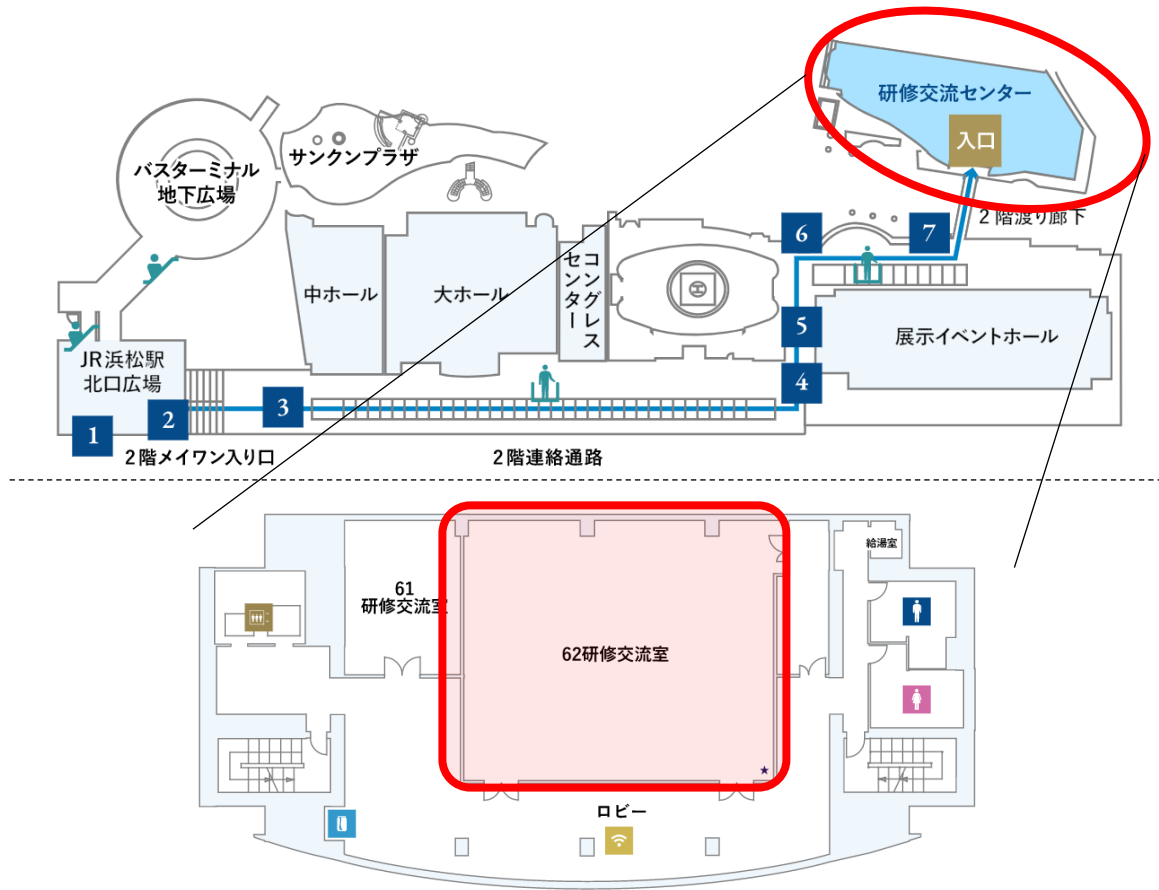 研修交流センター
入口
サンクンプラザ
バスターミナル
地下広場
2階渡り廊下
6
7
中ホール
大ホール
コングレス
センター
5
展示イベントホール
JR浜松駅
北口広場
4
3
2
1
2階メイワン入り口
2階連絡通路
給湯室
61
研修交流室
62研修交流室
★
ロビー